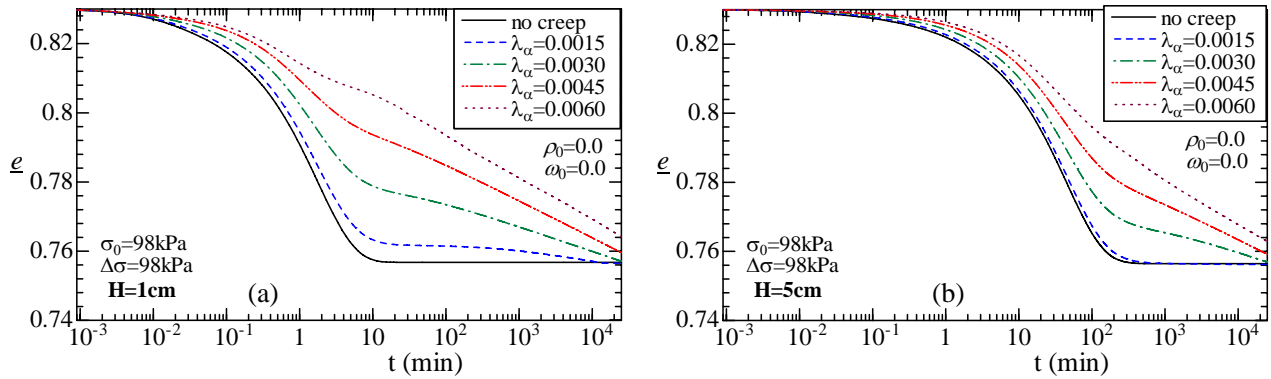 0.82
0.8
0.78
0.76
0.74
e
no creep
λα=0.0015
λα=0.0030
λα=0.0045
λα=0.0060
ρ0=0.0
ω0=0.0
σ0=98kPa
Δσ=98kPa
H=1cm
(a)
10-3 10-2 10-1 1 10 102 103 104
t (min)
0.82
0.8
0.78
0.76
0.74
e
no creep
λα=0.0015
λα=0.0030
λα=0.0045
λα=0.0060
ρ0=0.0
ω0=0.0
σ0=98kPa
Δσ=98kPa
H=5cm
(b)
10-3 10-2 10-1 1 10 102 103 104
t (min)